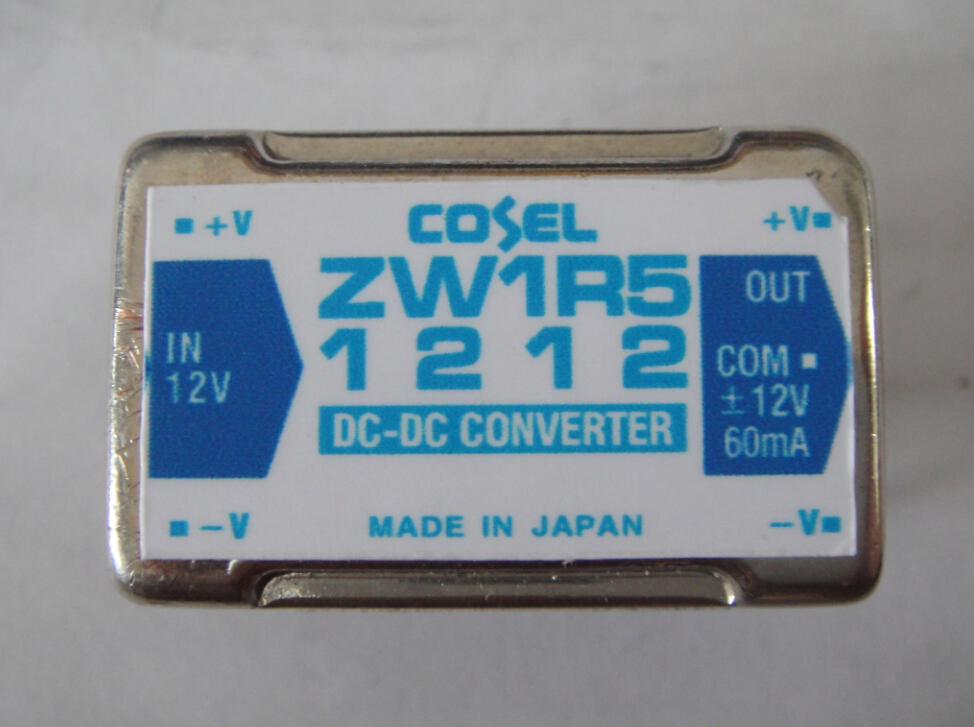 +V
COSEL
+V
ZW1R5
1212
IN
12V
OUT
COM
±12V
60mA
DC-DC CONVERTER
−V
MADE IN JAPAN
−V